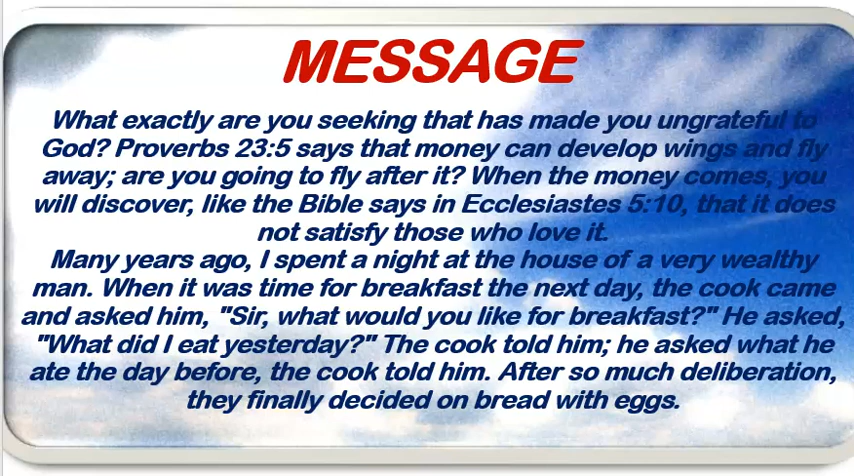 MESSAGE
What exactly are you seeking that has made you ungrateful to
God? Proverbs 23:5 says that money can develop wings and fly
away; are you going to fly after it? When the money comes, you
will discover, like the Bible says in Ecclesiastes 5:10, that it does
not satisfy those who love it.
Many years ago, I spent a night at the house of a very wealthy
man. When it was time for breakfast the next day, the cook came
and asked him, "Sir, what would you like for breakfast?" He asked,
"What did I eat yesterday?" The cook told him; he asked what he
ate the day before, the cook told him. After so much deliberation,
they finally decided on bread with eggs.